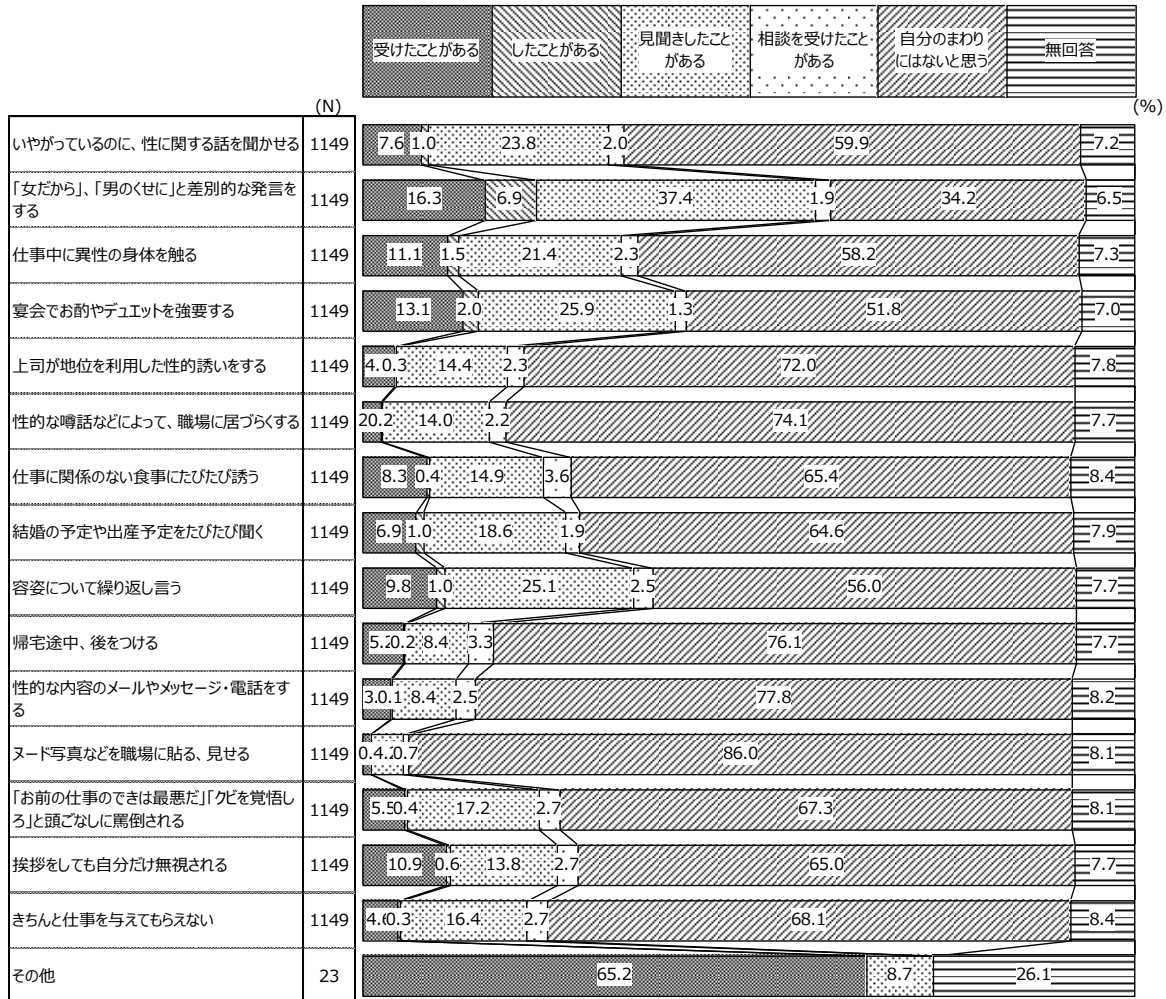 受けたことがある
したことがある
見聞きしたこと
がある
相談を受けたこと
がある
自分のまわり
にはないと思う
無回答
(N)
(%)
いやがっているのに、性に関する話を聞かせる 1149 7.6 1.0 23.8 2.0 59.9 7.2
「女だから」、「男のくせに」と差別的な発言を
する
1149 16.3 6.9 37.4 1.9 34.2 6.5
仕事中に異性の身体を触る 1149 11.1 1.5 21.4 2.3 58.2 7.3
宴会でお酌やデュエットを強要する 1149 13.1 2.0 25.9 1.3 51.8 7.0
上司が地位を利用した性的誘いをする 1149 4.0 0.3 14.4 2.3 72.0 7.8
性的な噂話などによって、職場に居づらくする 1149 14.0 2.2 74.1 7.7
仕事に関係のない食事にたびたび誘う 1149 8.3 0.4 14.9 3.6 65.4 8.4
結婚の予定や出産予定をたびたび聞く 1149 6.9 1.0 18.6 1.9 64.6 7.9
容姿について繰り返し言う 1149 9.8 1.0 25.1 2.5 56.0 7.7
帰宅途中、後をつける 1149 5.2 0.2 8.4 3.3 76.1 7.7
性的な内容のメールやメッセージ・電話をす
る
1149 3.0 0.1 8.4 2.5 77.8 8.2
ヌード写真などを職場に貼る、見せる 1149 0.7 86.0 8.1
「お前の仕事のできは最悪だ」「クビを覚悟し
ろ」と頭ごなしに罵倒される
1149 5.5 0.4 17.2 2.7 67.3 8.1
挨拶をしても自分だけ無視される 1149 10.9 0.6 13.8 2.7 65.0 7.7
きちんと仕事を与えてもらえない 1149 0.3 16.4 2.7 68.1 8.4
その他 23 65.2 8.7 26.1